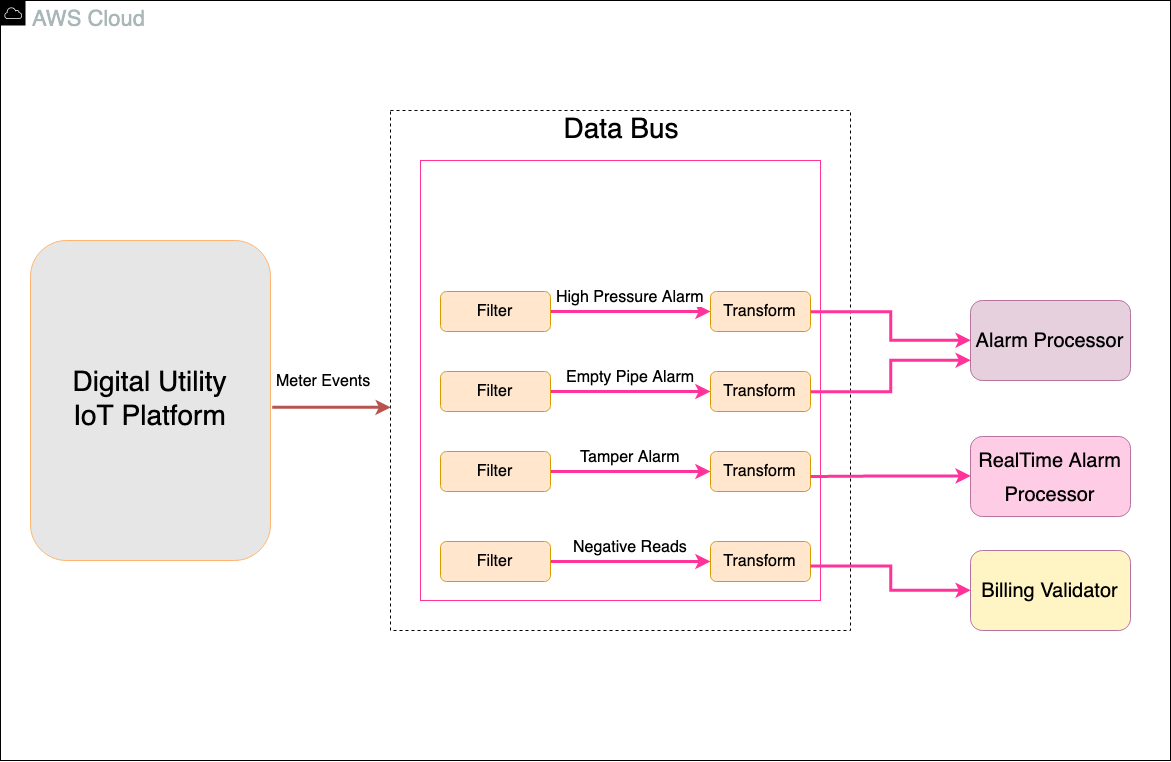 AWS Cloud
Data Bus
Digital Utility
IoT Platform
Meter Events
Filter
High Pressure Alarm
Transform
Filter
Empty Pipe Alarm
Transform
Filter
Tamper Alarm
Transform
Filter
Negative Reads
Transform
Alarm Processor
RealTime Alarm
Processor
Billing Validator